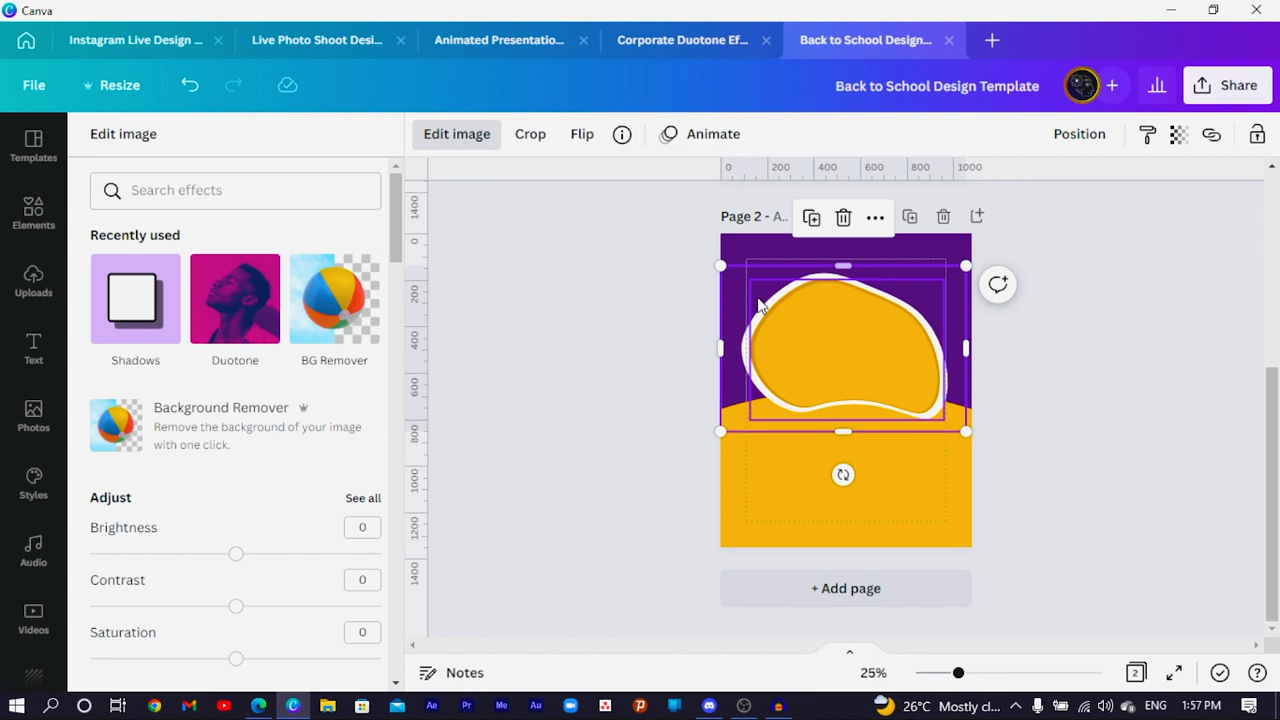 Canva
Instagram Live Design ...
Live Photo Shoot Desi...
Animated Presentatio...
Corporate Duotone Ef...
Back to School Design...
File
Resize
Back to School Design Template
Share
Templates
Elements
Uploads
Text
Photos
Styles
Audio
Videos
Edit image
Search effects
Recently used
Shadows
Duotone
BG Remover
Background Remover
Remove the background of your image
with one click.
Adjust
See all
Brightness
0
Contrast
0
Saturation
0
Edit image
Crop
Flip
Animate
Position
0 200 400 600 800 1000
1400
0
200
400
600
800
1000
1200
1400
Page 2 - A..
+ Add page
Notes
25%
2
Ae
Pr
Me
Au
26°C Mostly cl...
ENG
1:57 PM